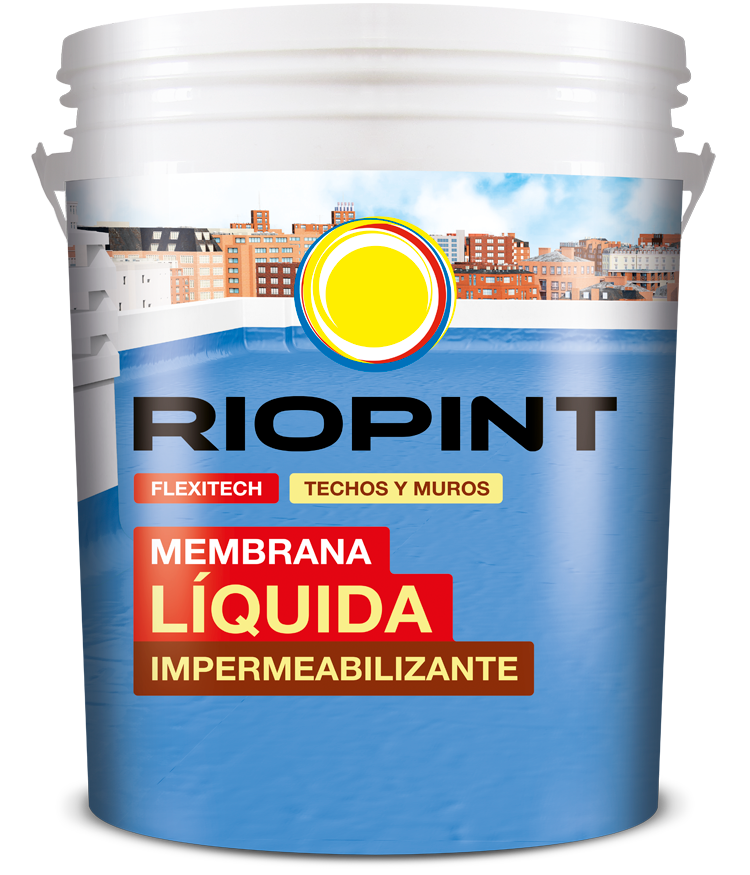 RIOPINT
FLEXITECH TECHOS Y MUROS
MEMBRANA
LÍQUIDA
IMPERMEABILIZANTE